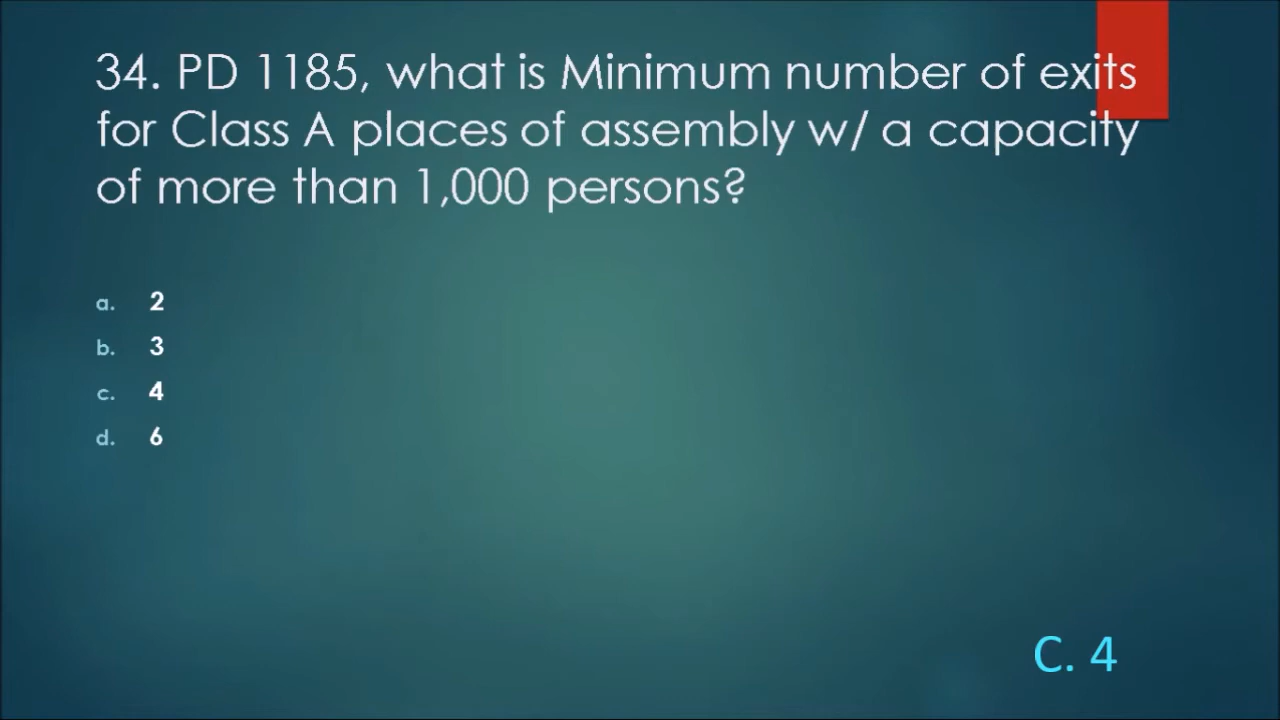 34. PD 1185, what is Minimum number of exits
for Class A places of assembly w/ a capacity
of more than 1,000 persons?
a. 2
b. 3
c. 4
d. 6
C. 4